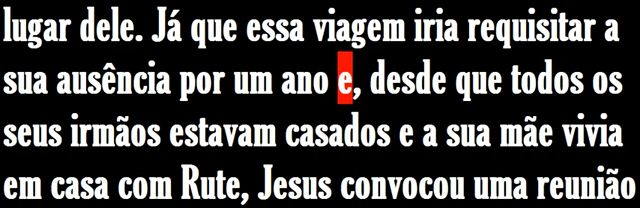 lugar dele. Já que essa viagem iria requisitar a
sua ausência por um ano e, desde que todos os
seus irmãos estavam casados e a sua mãe vivia
em casa com Rute, Jesus convocou uma reunião